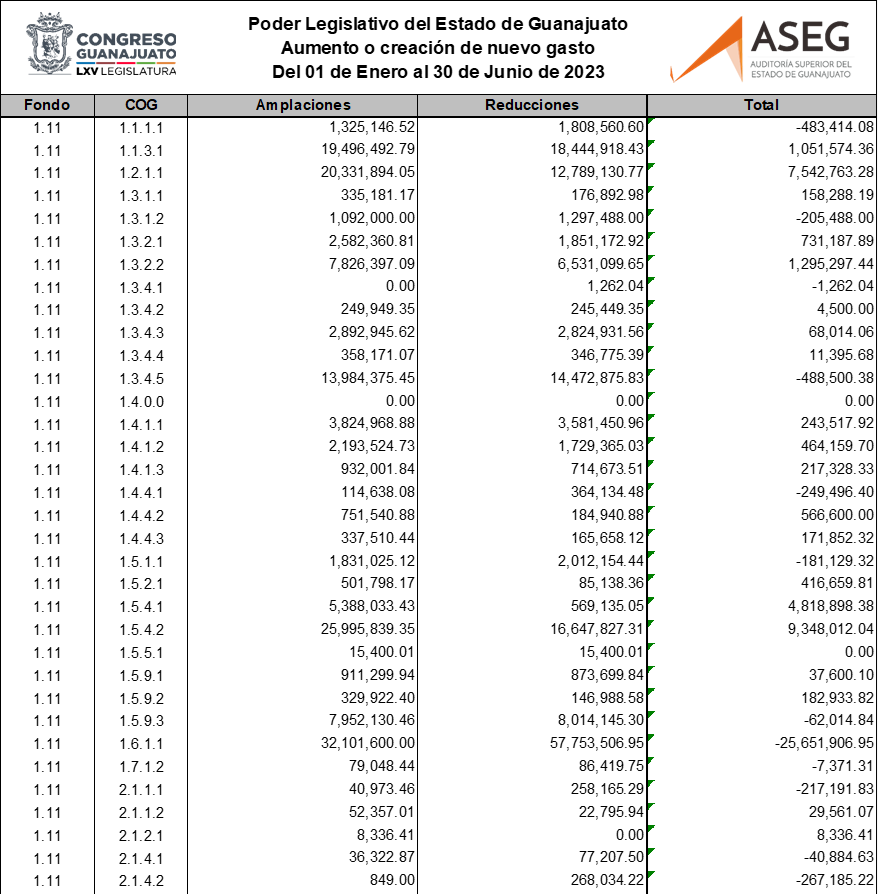 CONGRESO
GUANAJUATO
LXV LEGISLATURA
Poder Legislativo del Estado de Guanajuato
Aumento o creación de nuevo gasto
Del 01 de Enero al 30 de Junio de 2023
ASEG
AUDITORÍA SUPERIOR DEL
ESTADO DE GUANAJUATO
Fondo COG Amplaciones Reducciones Total
1.11 1.1.1.1 1,325,146.52 1,808,560.60 -483,414.08
1.11 1.1.3.1 19,496,492.79 18,444,918.43 1,051,574.36
1.11 1.2.1.1 20,331,894.05 12,789,130.77 7,542,763.28
1.11 1.3.1.1 335,181.17 176,892.98 158,288.19
1.11 1.3.1.2 1,092,000.00 1,297,488.00 -205,488.00
1.11 1.3.2.1 2,582,360.81 1,851,172.92 731,187.89
1.11 1.3.2.2 7,826,397.09 6,531,099.65 1,295,297.44
1.11 1.3.4.1 0.00 1,262.04 -1,262.04
1.11 1.3.4.2 249,949.35 245,449.35 4,500.00
1.11 1.3.4.3 2,892,945.62 2,824,931.56 68,014.06
1.11 1.3.4.4 358,171.07 346,775.39 11,395.68
1.11 1.3.4.5 13,984,375.45 14,472,875.83 -488,500.38
1.11 1.4.0.0 0.00 0.00 0.00
1.11 1.4.1.1 3,824,968.88 3,581,450.96 243,517.92
1.11 1.4.1.2 2,193,524.73 1,729,365.03 464,159.70
1.11 1.4.1.3 932,001.84 714,673.51 217,328.33
1.11 1.4.4.1 114,638.08 364,134.48 -249,496.40
1.11 1.4.4.2 751,540.88 184,940.88 566,600.00
1.11 1.4.4.3 337,510.44 165,658.12 171,852.32
1.11 1.5.1.1 1,831,025.12 2,012,154.44 -181,129.32
1.11 1.5.2.1 501,798.17 85,138.36 416,659.81
1.11 1.5.4.1 5,388,033.43 569,135.05 4,818,898.38
1.11 1.5.4.2 25,995,839.35 16,647,827.31 9,348,012.04
1.11 1.5.5.1 15,400.01 15,400.01 0.00
1.11 1.5.9.1 911,299.94 873,699.84 37,600.10
1.11 1.5.9.2 329,922.40 146,988.58 182,933.82
1.11 1.5.9.3 7,952,130.46 8,014,145.30 -62,014.84
1.11 1.6.1.1 32,101,600.00 57,753,506.95 -25,651,906.95
1.11 1.7.1.2 79,048.44 86,419.75 -7,371.31
1.11 2.1.1.1 40,973.46 258,165.29 -217,191.83
1.11 2.1.1.2 52,357.01 22,795.94 29,561.07
1.11 2.1.2.1 8,336.41 0.00 8,336.41
1.11 2.1.4.1 36,322.87 77,207.50 -40,884.63
1.11 2.1.4.2 849.00 268,034.22 -267,185.22